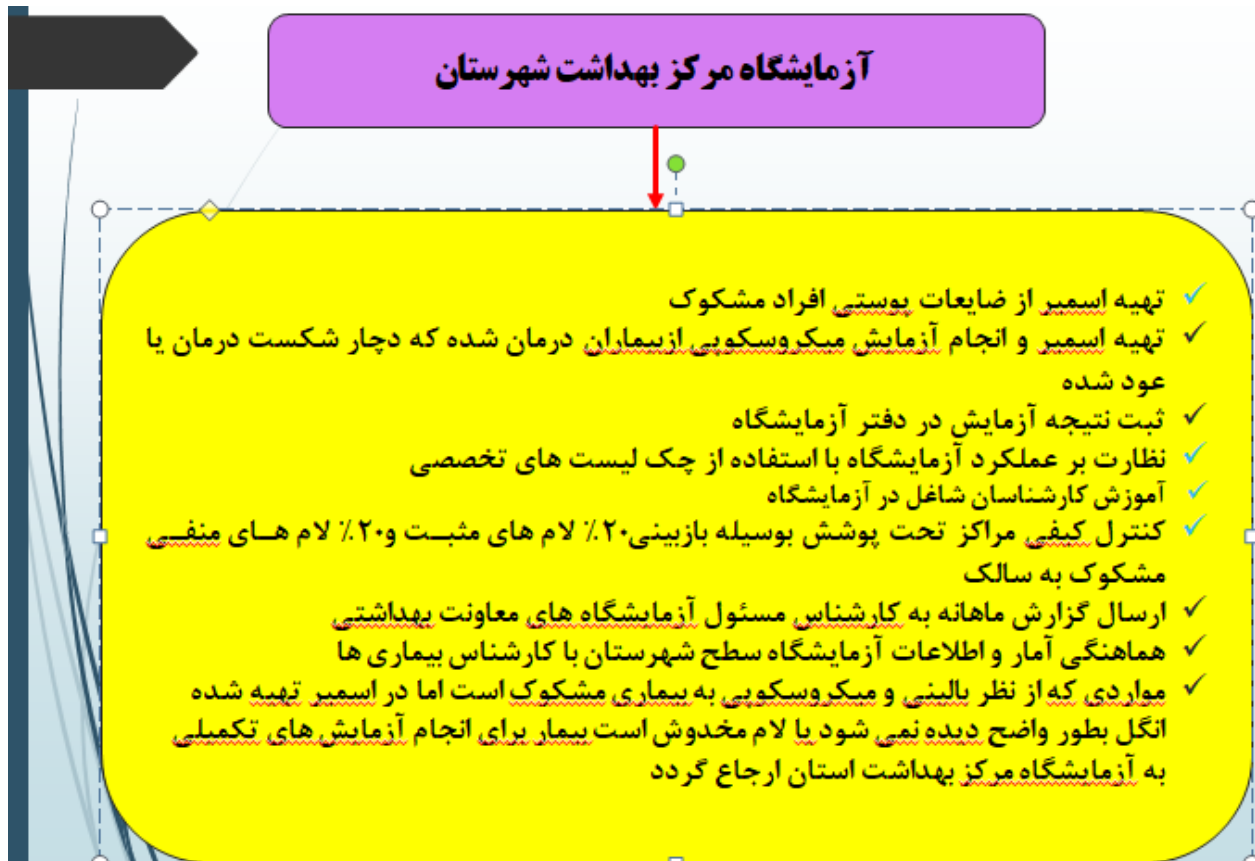 آزمایشگاه مرکز بهداشت شهرستان
✓ تهیه اسمیر از ضایعات پوستی افراد مشکوک
✓ تهیه اسمیر و انجام آزمایش میکروسکوپی ازبیماران درمان شده که دچار شکست درمان یا
عود شده
✓ ثبت نتیجه آزمایش در دفتر آزمایشگاه
✓ نظارت بر عملکرد آزمایشگاه با استفاده از چک لیست های تخصصی
✓ آموزش کارشناسان شاغل در آزمایشگاه
✓ کنترل کیفی مراکز تحت پوشش بوسیله بازبینی۲۰٪ لام های مثبت و۲۰٪ لام های منفی
مشکوک به سالک
✓ ارسال گزارش ماهانه به کارشناس مسئول آزمایشگاه های معاونت بهداشتی
✓ هماهنگی آمار و اطلاعات آزمایشگاه سطح شهرستان با کارشناس بیماری ها
✓ مواردی که از نظر بالینی و میکروسکوپی به بیماری مشکوک است اما در اسمیر تهیه شده
انگل بطور واضح دیده نمی شود یا لام مخدوش است بیمار برای انجام آزمایش های تکمیلی
به آزمایشگاه مرکز بهداشت استان ارجاع گردد